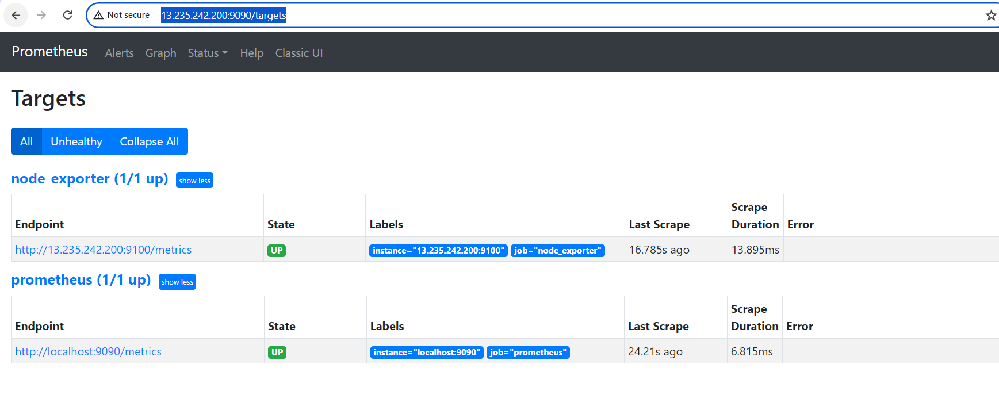 Not secure 13.235.242.200:9090/targets
Prometheus Alerts Graph Status Help Classic UI
Targets
All Unhealthy Collapse All
node_exporter (1/1 up) show less
Endpoint State Labels Last Scrape Scrape Duration Error
http://13.235.242.200:9100/metrics UP instance="13.235.242.200:9100" job="node_exporter" 16.785s ago 13.895ms
prometheus (1/1 up) show less
Endpoint State Labels Last Scrape Scrape Duration Error
http://localhost:9090/metrics UP instance="localhost:9090" job="prometheus" 24.21s ago 6.815ms